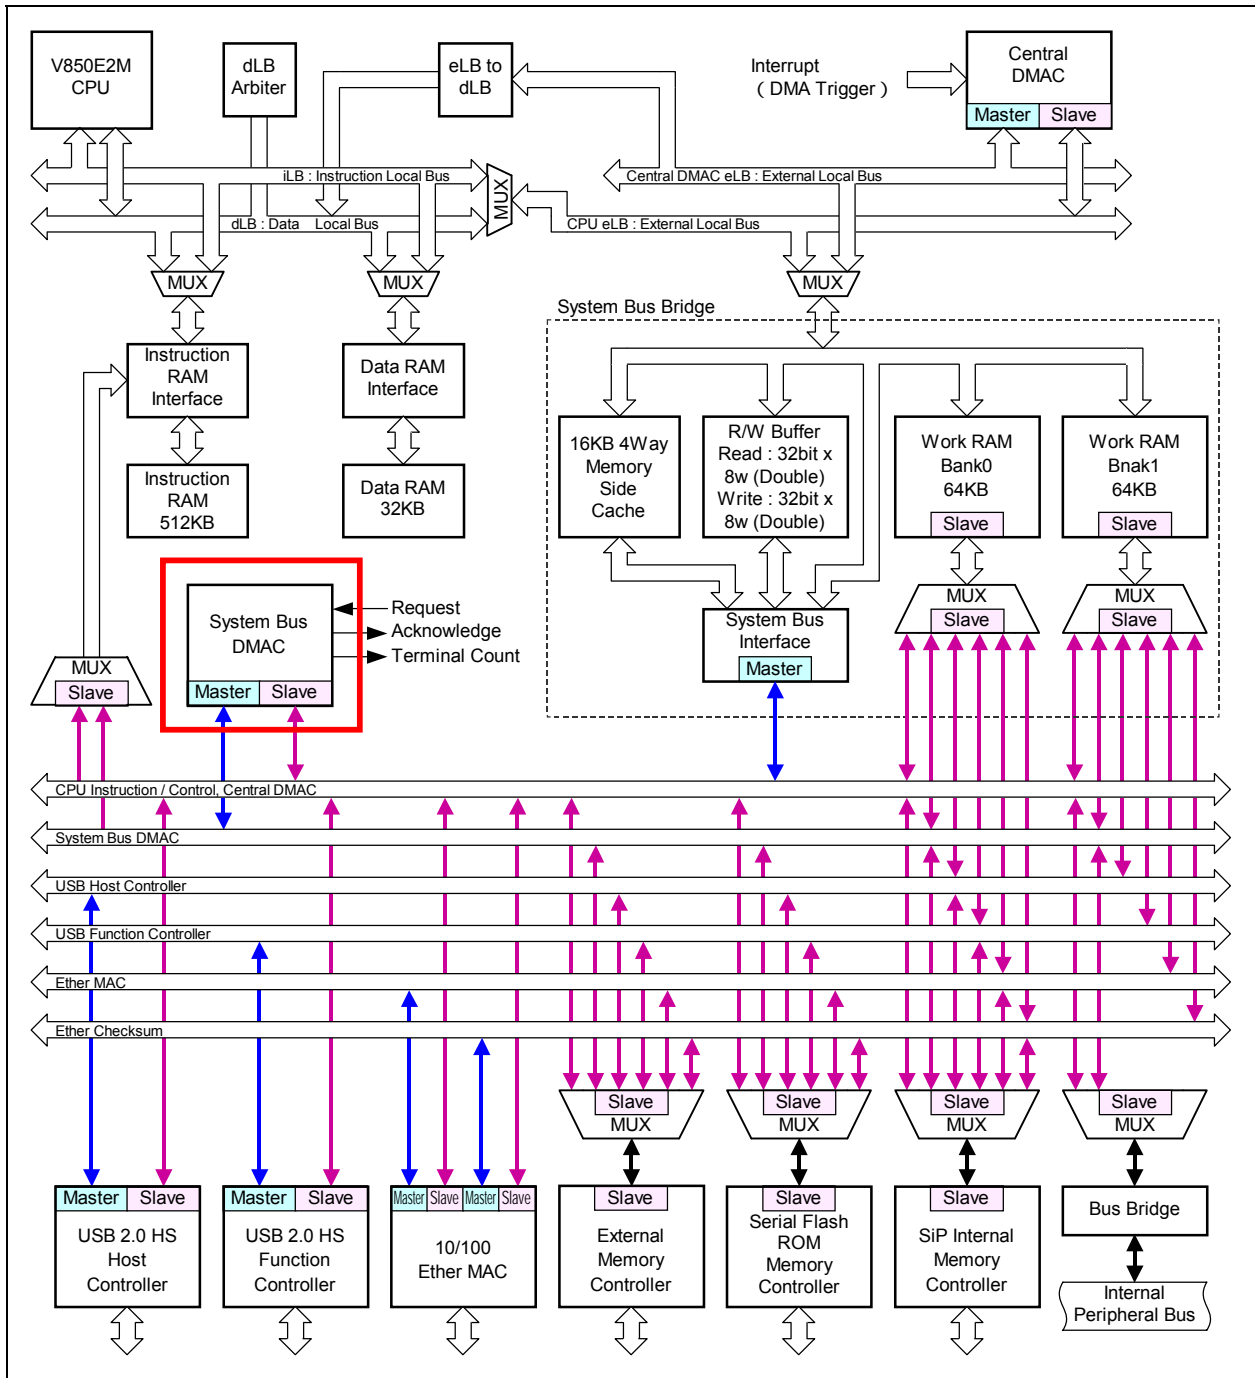 V850E2M
CPU
dLB
Arbiter
eLB to
dLB
Interrupt
( DMA Trigger )
Central
DMAC
Master
Slave
iLB : Instruction Local Bus
Central DMAC eLB : External Local Bus
MUX
dLB : Data Local Bus
CPU eLB : External Local Bus
MUX
MUX
MUX
System Bus Bridge
Instruction
RAM
Interface
Data RAM
Interface
16KB 4Way
Memory
Side
Cache
R/W Buffer
Read : 32bit x
8w (Double)
Write : 32bit x
8w (Double)
Work RAM
Bank0
64KB
Slave
Work RAM
Bnak1
64KB
Slave
Instruction
RAM
512KB
Data RAM
32KB
System Bus
DMAC
Master
Slave
Request
Acknowledge
Terminal Count
System Bus
Interface
Master
MUX
Slave
MUX
Slave
MUX
Slave
CPU Instruction / Control, Central DMAC
System Bus DMAC
USB Host Controller
USB Function Controller
Ether MAC
Ether Checksum
Slave
MUX
Slave
MUX
Slave
MUX
Slave
MUX
Master
Slave
USB 2.0 HS
Host
Controller
Master
Slave
USB 2.0 HS
Function
Controller
Master
Slave
Master
Slave
10/100
Ether MAC
Slave
External
Memory
Controller
Slave
Serial Flash
ROM
Memory
Controller
Slave
SiP Internal
Memory
Controller
Bus Bridge
Internal
Peripheral Bus